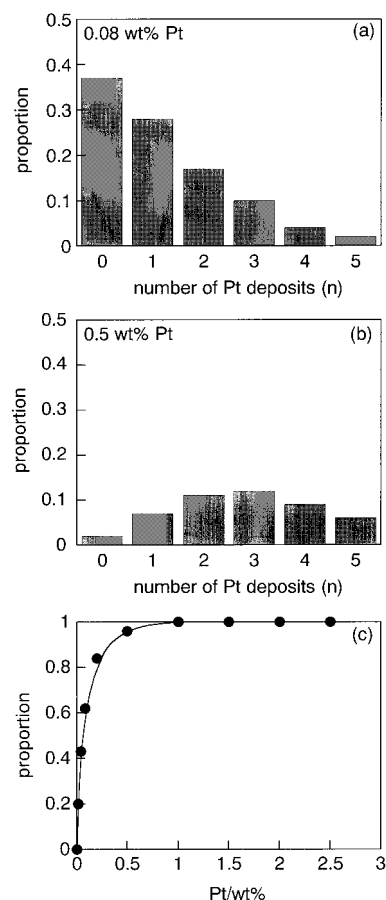 0.08 wt% Pt (a)
0.5
0.4
0.3
0.2
0.1
0
proportion
0 1 2 3 4 5
number of Pt deposits (n)
0.5 wt% Pt (b)
0.5
0.4
0.3
0.2
0.1
0
proportion
0 1 2 3 4 5
number of Pt deposits (n)
(c)
1
0.8
0.6
0.4
0.2
0
proportion
0 0.5 1 1.5 2 2.5 3
Pt/wt%